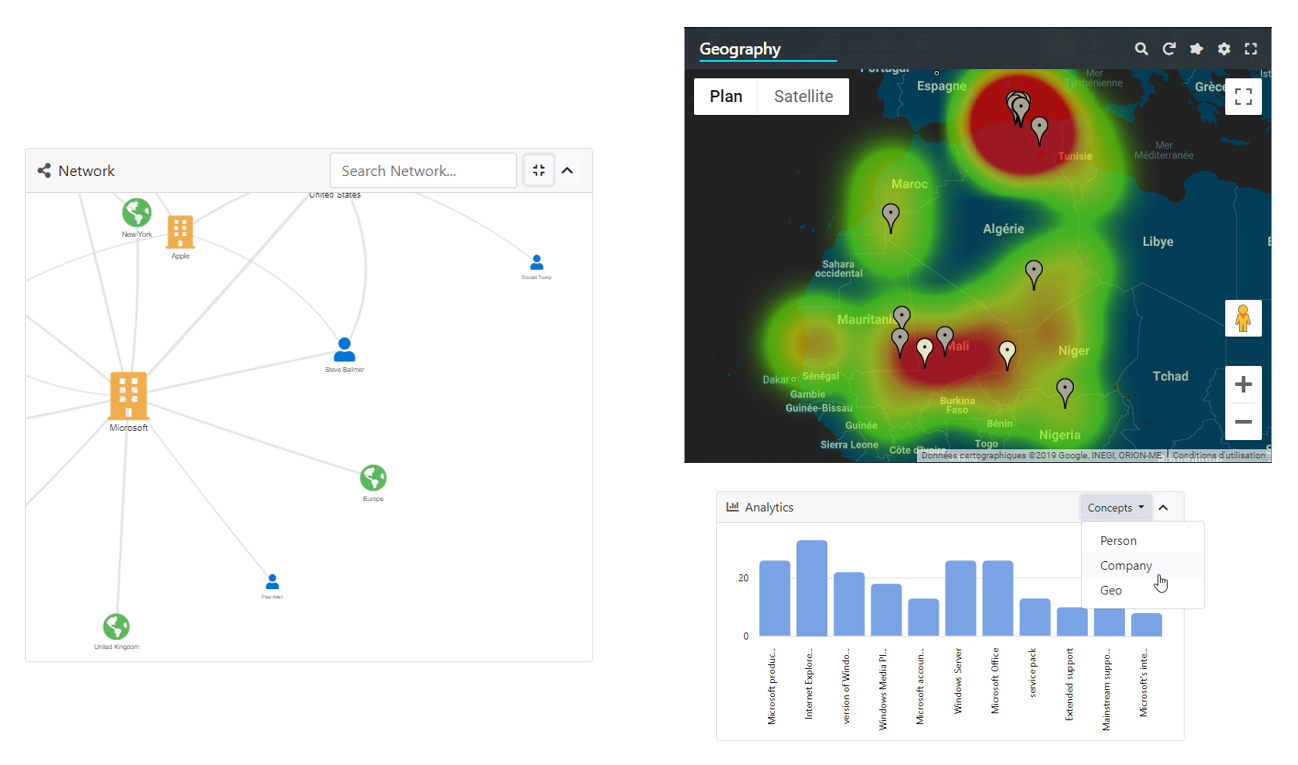 Network
Search Network...
United States
New York
Apple
Donald Trump
Steve Ballmer
Microsoft
Europe
Paul Allen
United Kingdom
Geography
Plan
Satellite
Portugal
Espagne
Mer
Tyrrhénienne
Grèce
Tunisie
Mer
Méditerranée
Maroc
Algérie
Libye
Sahara
occidental
Mauritanie
Mali
Niger
Tchad
Dakar
Sénégal
Gambie
Guinée-Bissau
Burkina
Faso
Guinée
Bénin
Sierra Leone
Togo
Nigeria
Côte d'Ivoire
Données cartographiques ©2019 Google, INEGI, ORION-ME
Conditions d'utilisation
Analytics
Concepts
Person
Company
Geo
20
0
Microsoft produc...
Internet Explore...
version of Windo...
Windows Media Pl...
Microsoft accoun...
Windows Server
Microsoft Office
service pack
Extended support
Mainstream suppo...
Microsoft's inte...